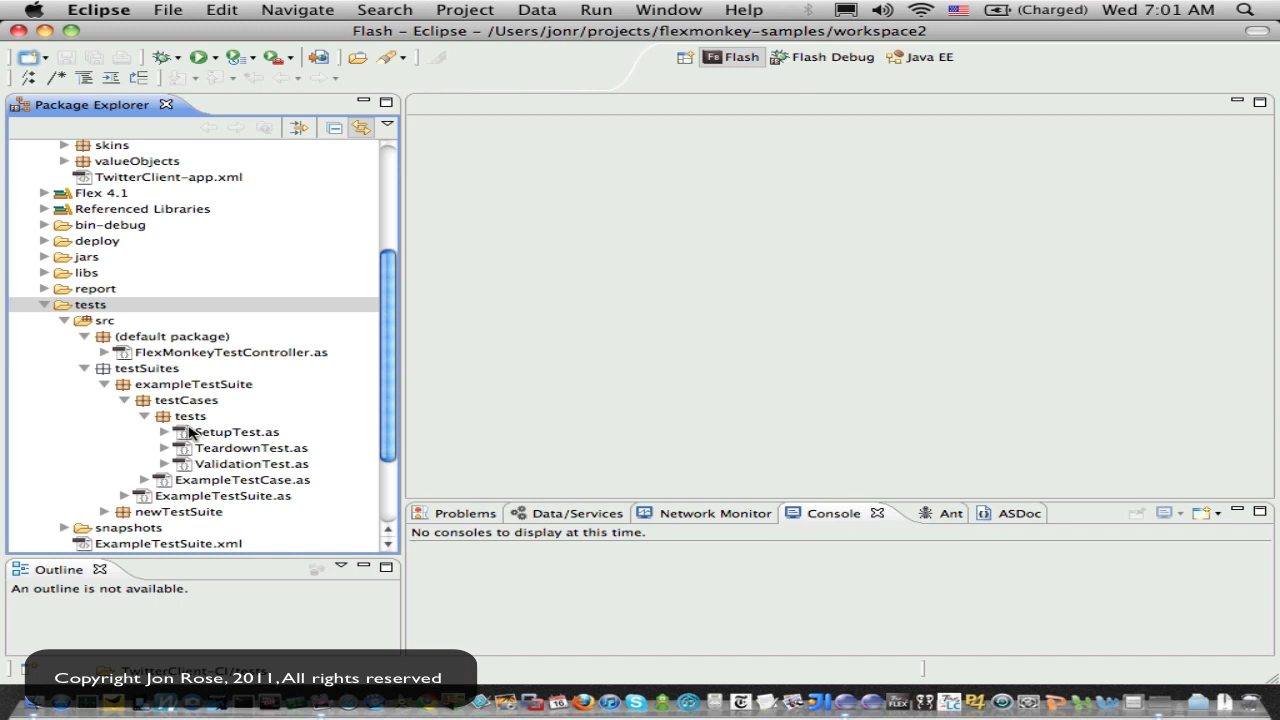 Eclipse File Edit Navigate Search Project Data Run Window Help (Charged) Wed 7:01 AM
Flash – Eclipse – /Users/jonr/projects/flexmonkey-samples/workspace2
Fb Flash Flash Debug Java EE
Package Explorer
skins
valueObjects
TwitterClient-app.xml
Flex 4.1
Referenced Libraries
bin-debug
deploy
jars
libs
report
tests
src
(default package)
FlexMonkeyTestController.as
testSuites
exampleTestSuite
testCases
tests
SetupTest.as
TeardownTest.as
ValidationTest.as
ExampleTestCase.as
ExampleTestSuite.as
newTestSuite
snapshots
ExampleTestSuite.xml
Problems Data/Services Network Monitor Console Ant ASDoc
No consoles to display at this time.
Outline
An outline is not available.
TwitterClient-CI/tests
Copyright Jon Rose, 2011,All rights reserved